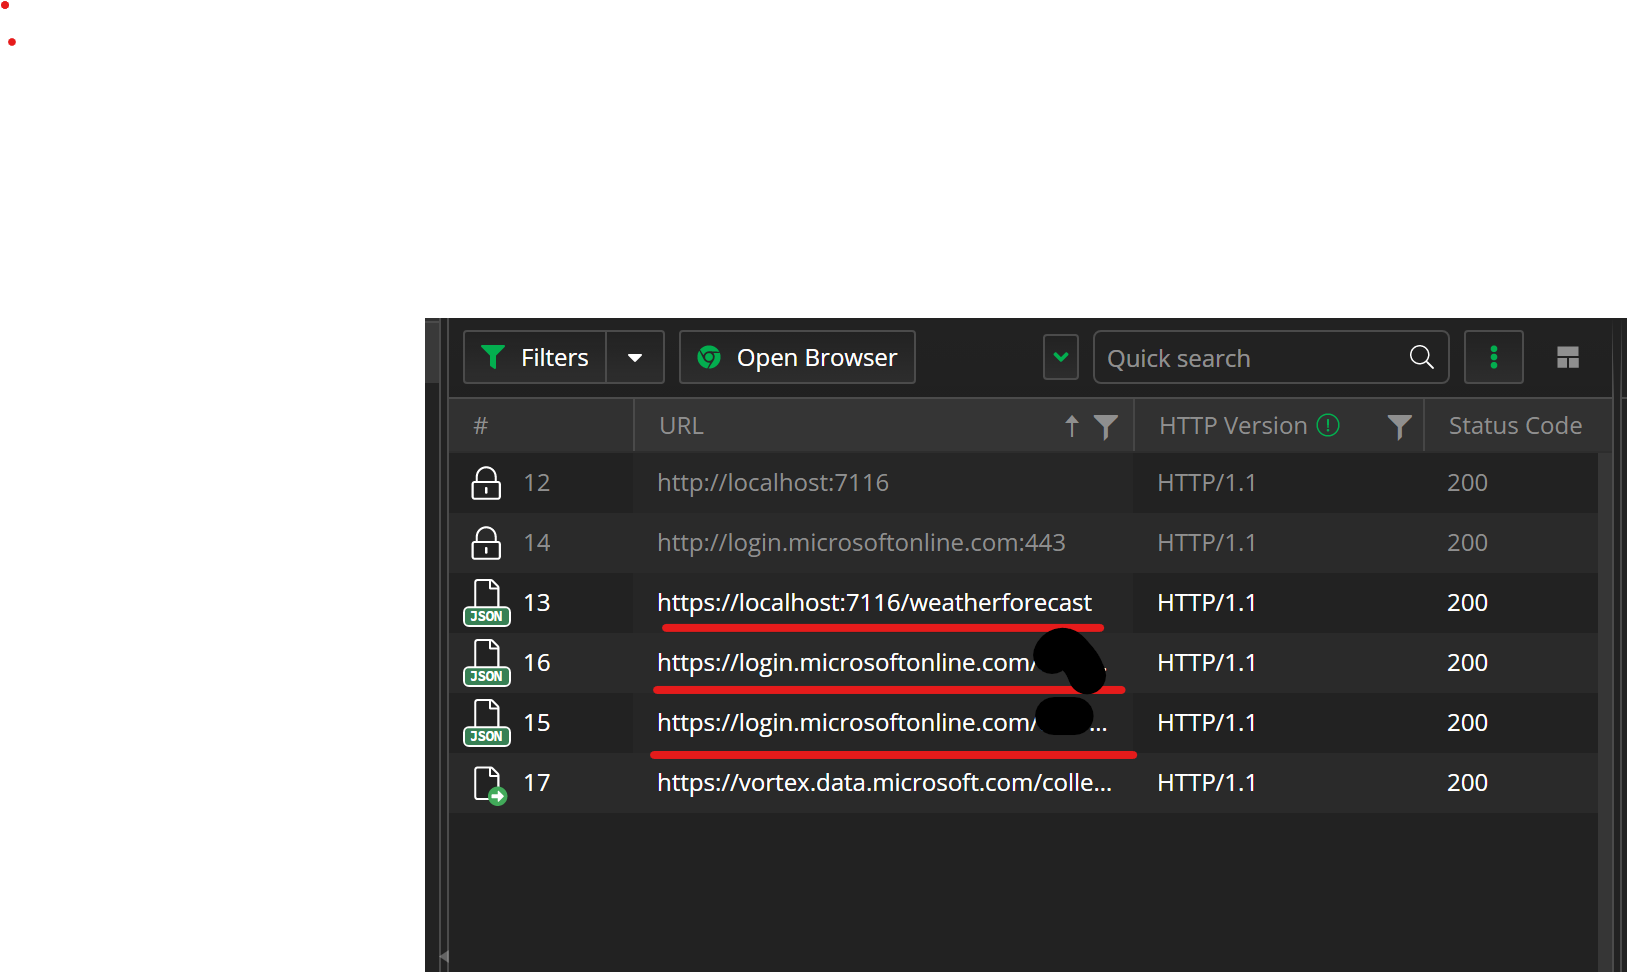 Filters Open Browser Quick search
# URL HTTP Version Status Code
12 http://localhost:7116 HTTP/1.1 200
14 http://login.microsoftonline.com:443 HTTP/1.1 200
JSON 13 https://localhost:7116/weatherforecast HTTP/1.1 200
JSON 16 https://login.microsoftonline.com/ HTTP/1.1 200
JSON 15 https://login.microsoftonline.com/ ... HTTP/1.1 200
17 https://vortex.data.microsoft.com/colle... HTTP/1.1 200